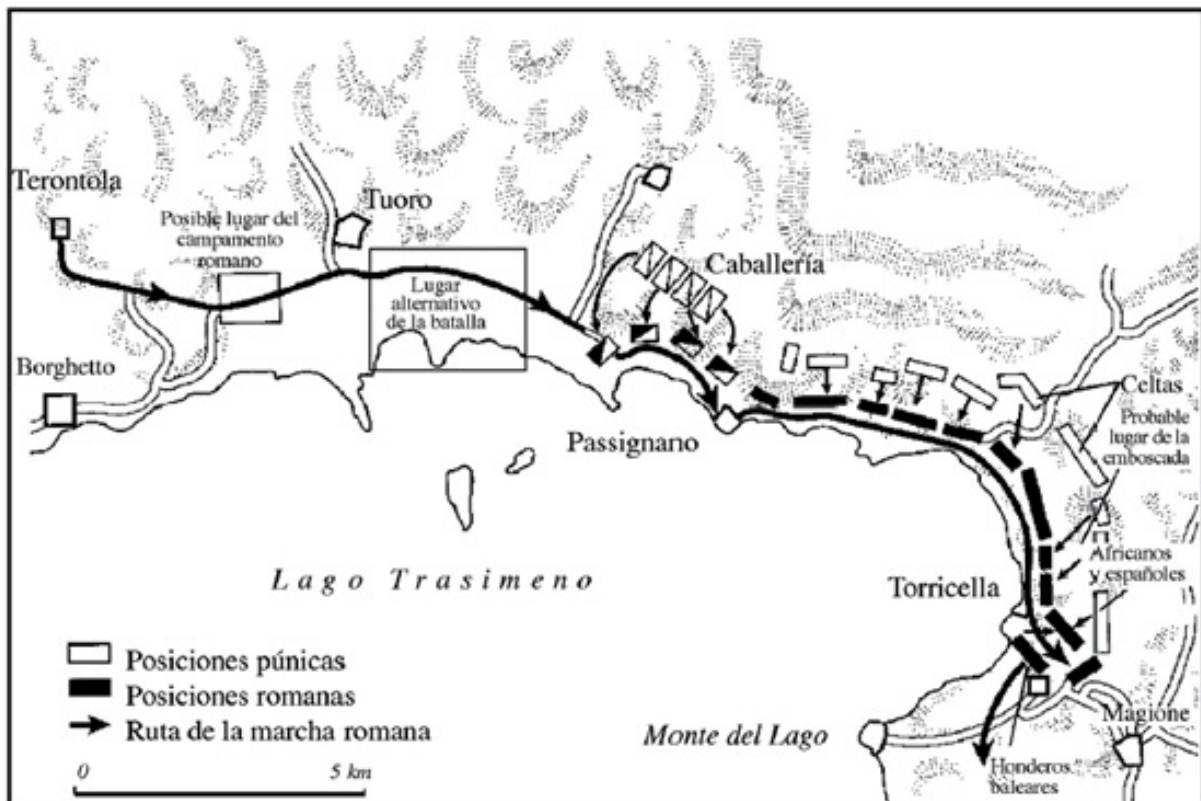 Terontola
Tuoro
Posible lugar del
campamento
romano
Caballería
Lugar
alternativo
de la batalla
Borghetto
Celtas
Probable
lugar de la
emboscada
Passignano
Africanos
y españoles
Lago Trasimeno
Torricella
Posiciones púnicas
Posiciones romanas
Ruta de la marcha romana
Monte del Lago
Magione
Honderos
baleares
0 5 km